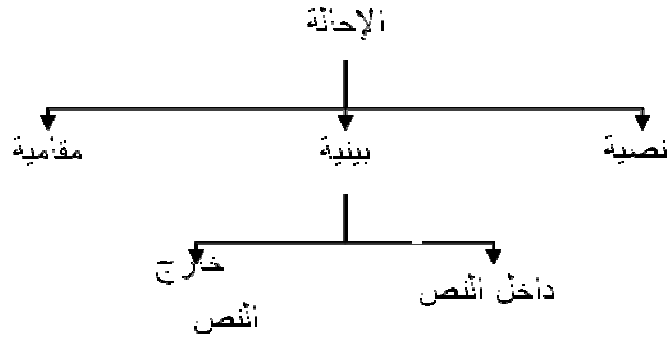 الإحالة
نصية بينية مقامية
داخل النص خارج
النص